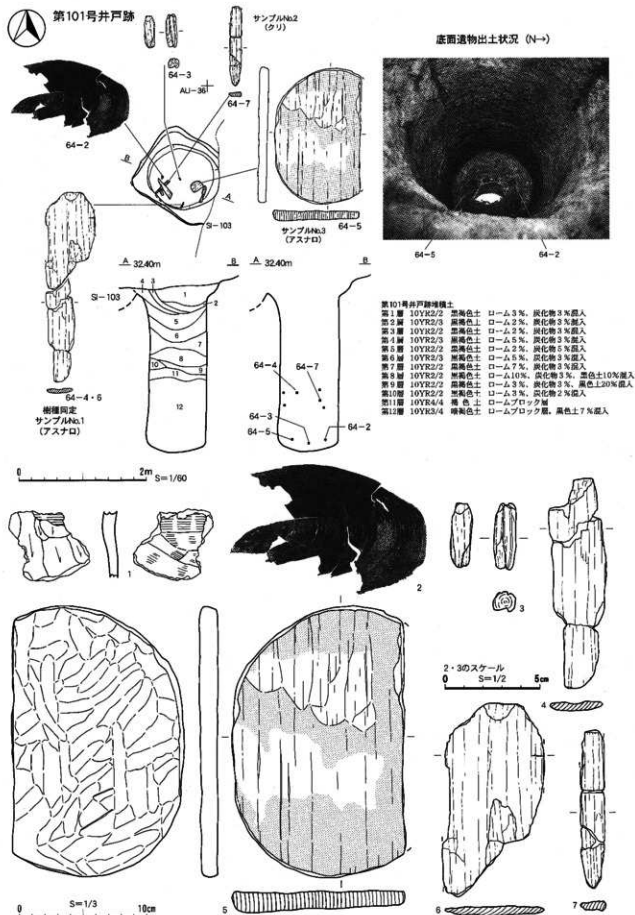 第101号井戸跡
サンプルNo.2
(クリ)
底面遺物出土状況 (N→)
64-3
AU-36
64-7
64-2
B
A
SI-103
サンプルNo.3
(アスナロ)
64-5
64-5
64-2
A 32.40m B
A 32.40m B
SI-103
4 3
1
2
5
6
7
8
10
9
11
12
64-4
64-7
64-3
64-5
64-2
64-4・6
樹種同定
サンプルNo.1
(アスナロ)
第101号井戸跡堆積土
第1層 10YR2/2 黒褐色土 ローム3%、炭化物3%混入
第2層 10YR2/3 黒褐色土 ローム2%、炭化物3%混入
第3層 10YR2/2 黒褐色土 ローム2%、炭化物3%混入
第4層 10YR2/3 黒褐色土 ローム5%、炭化物3%混入
第5層 10YR2/2 黒褐色土 ローム2%、炭化物5%混入
第6層 10YR2/3 黒褐色土 ローム5%、炭化物3%混入
第7層 10YR2/2 黒褐色土 ローム7%、炭化物3%混入
第8層 10YR2/2 黒褐色土 ローム10%、炭化物3%、黒色土10%混入
第9層 10YR2/2 黒褐色土 ローム3%、炭化物3%、黒色土20%混入
第10層 10YR2/2 黒褐色土 ローム3%、炭化物2%混入
第11層 10YR4/4 褐色土 ロームブロック層
第12層 10YR3/4 暗褐色土 ロームブロック層、黒色土7%混入
0 2m
S=1/60
1
2
3
2・3のスケール
S=1/2
0 5cm
4
S=1/3
0 10cm
5
6
7